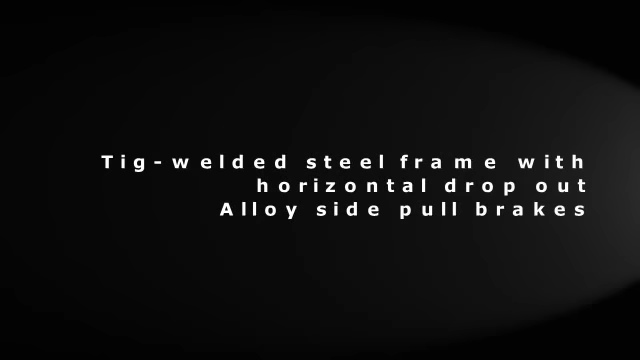 Tig-welded steel frame with
horizontal drop out
Alloy side pull brakes